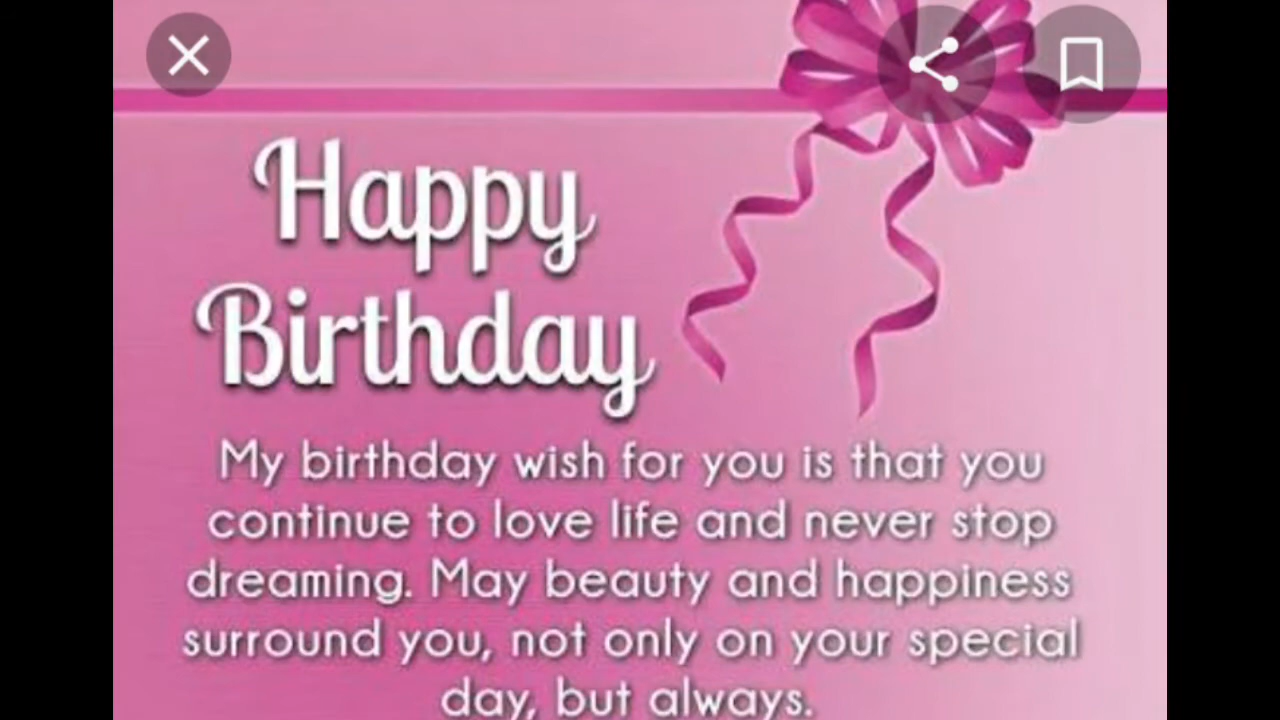 Happy
Birthday
My birthday wish for you is that you
continue to love life and never stop
dreaming. May beauty and happiness
surround you, not only on your special
day, but always.